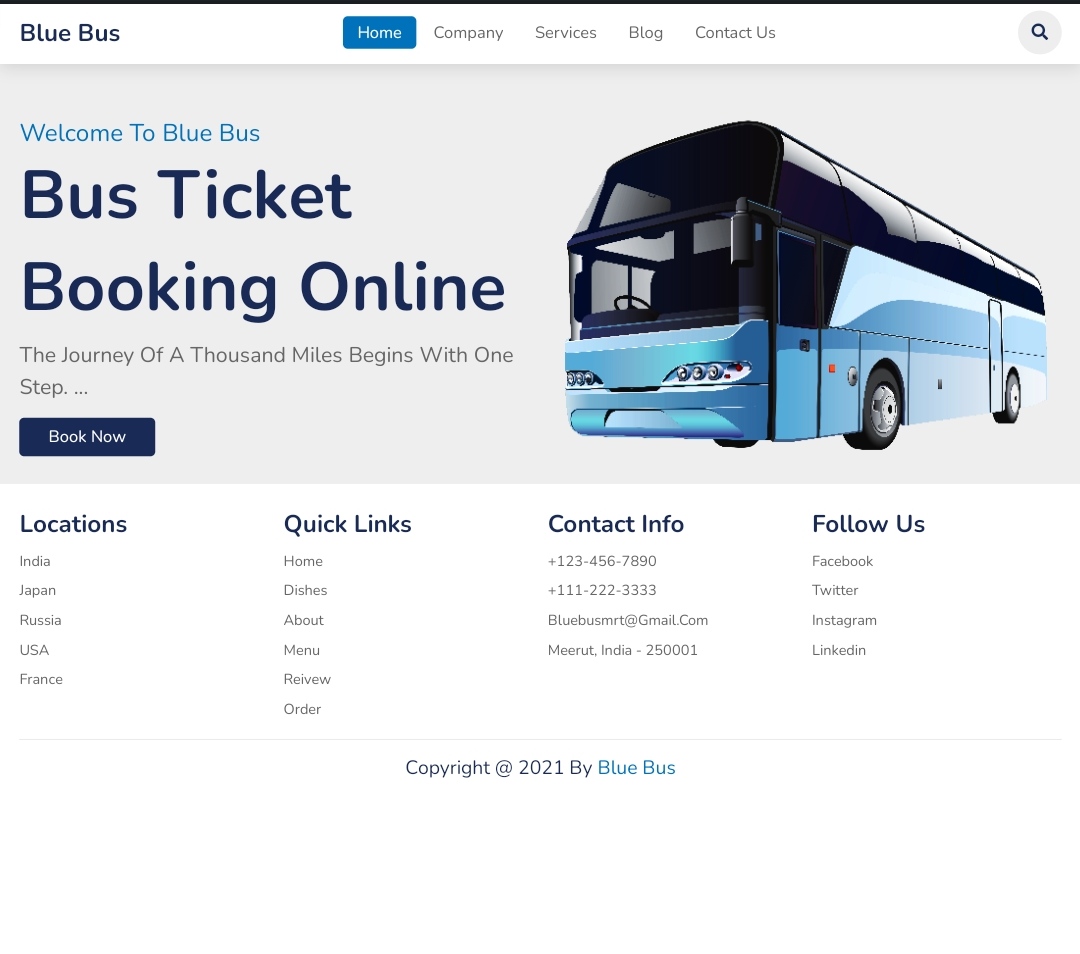 Blue Bus
Home Company Services Blog Contact Us
Welcome To Blue Bus
Bus Ticket
Booking Online
The Journey Of A Thousand Miles Begins With One
Step. ...
Book Now
Locations
India
Japan
Russia
USA
France
Quick Links
Home
Dishes
About
Menu
Reivew
Order
Contact Info
+123-456-7890
+111-222-3333
Bluebusmrt@Gmail.Com
Meerut, India - 250001
Follow Us
Facebook
Twitter
Instagram
Linkedin
Copyright @ 2021 By Blue Bus